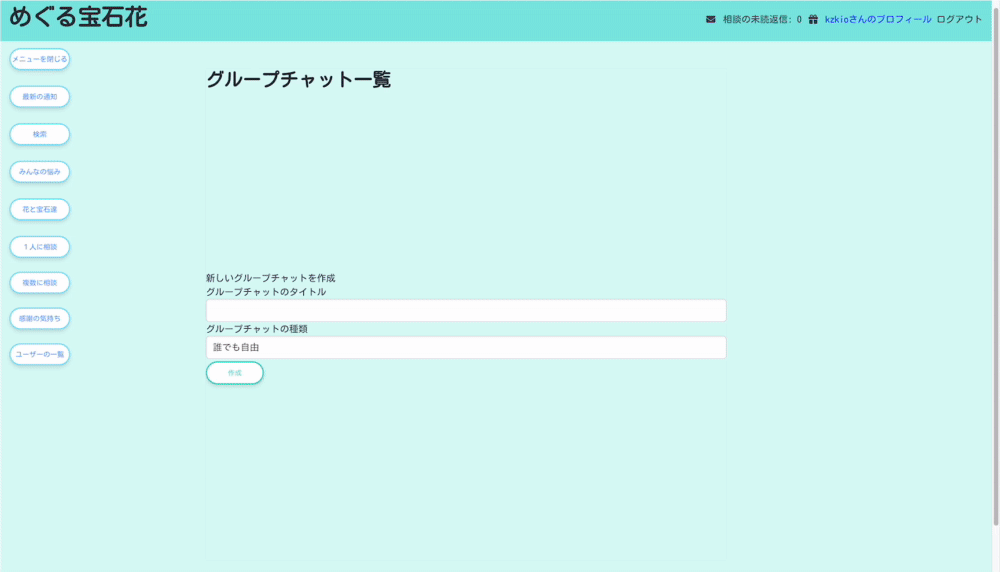 めぐる宝石花
相談の未読返信: 0 kzkioさんのプロフィール ログアウト
メニューを閉じる
最新の通知
検索
みんなの悩み
花と宝石達
1人に相談
複数に相談
感謝の気持ち
ユーザーの一覧
グループチャット一覧
新しいグループチャットを作成
グループチャットのタイトル
グループチャットの種類
誰でも自由
作成